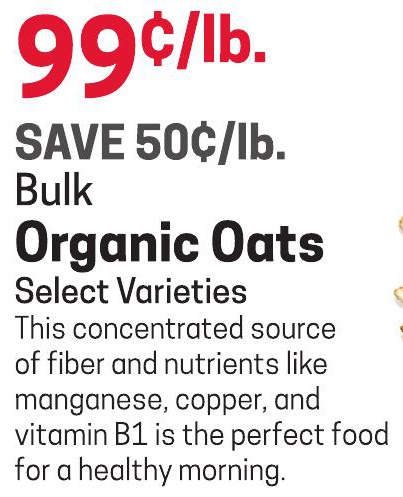 99¢/lb.
SAVE 50¢/lb.
Bulk
Organic Oats
Select Varieties
This concentrated source
of fiber and nutrients like
manganese, copper, and
vitamin B1 is the perfect food
for a healthy morning.